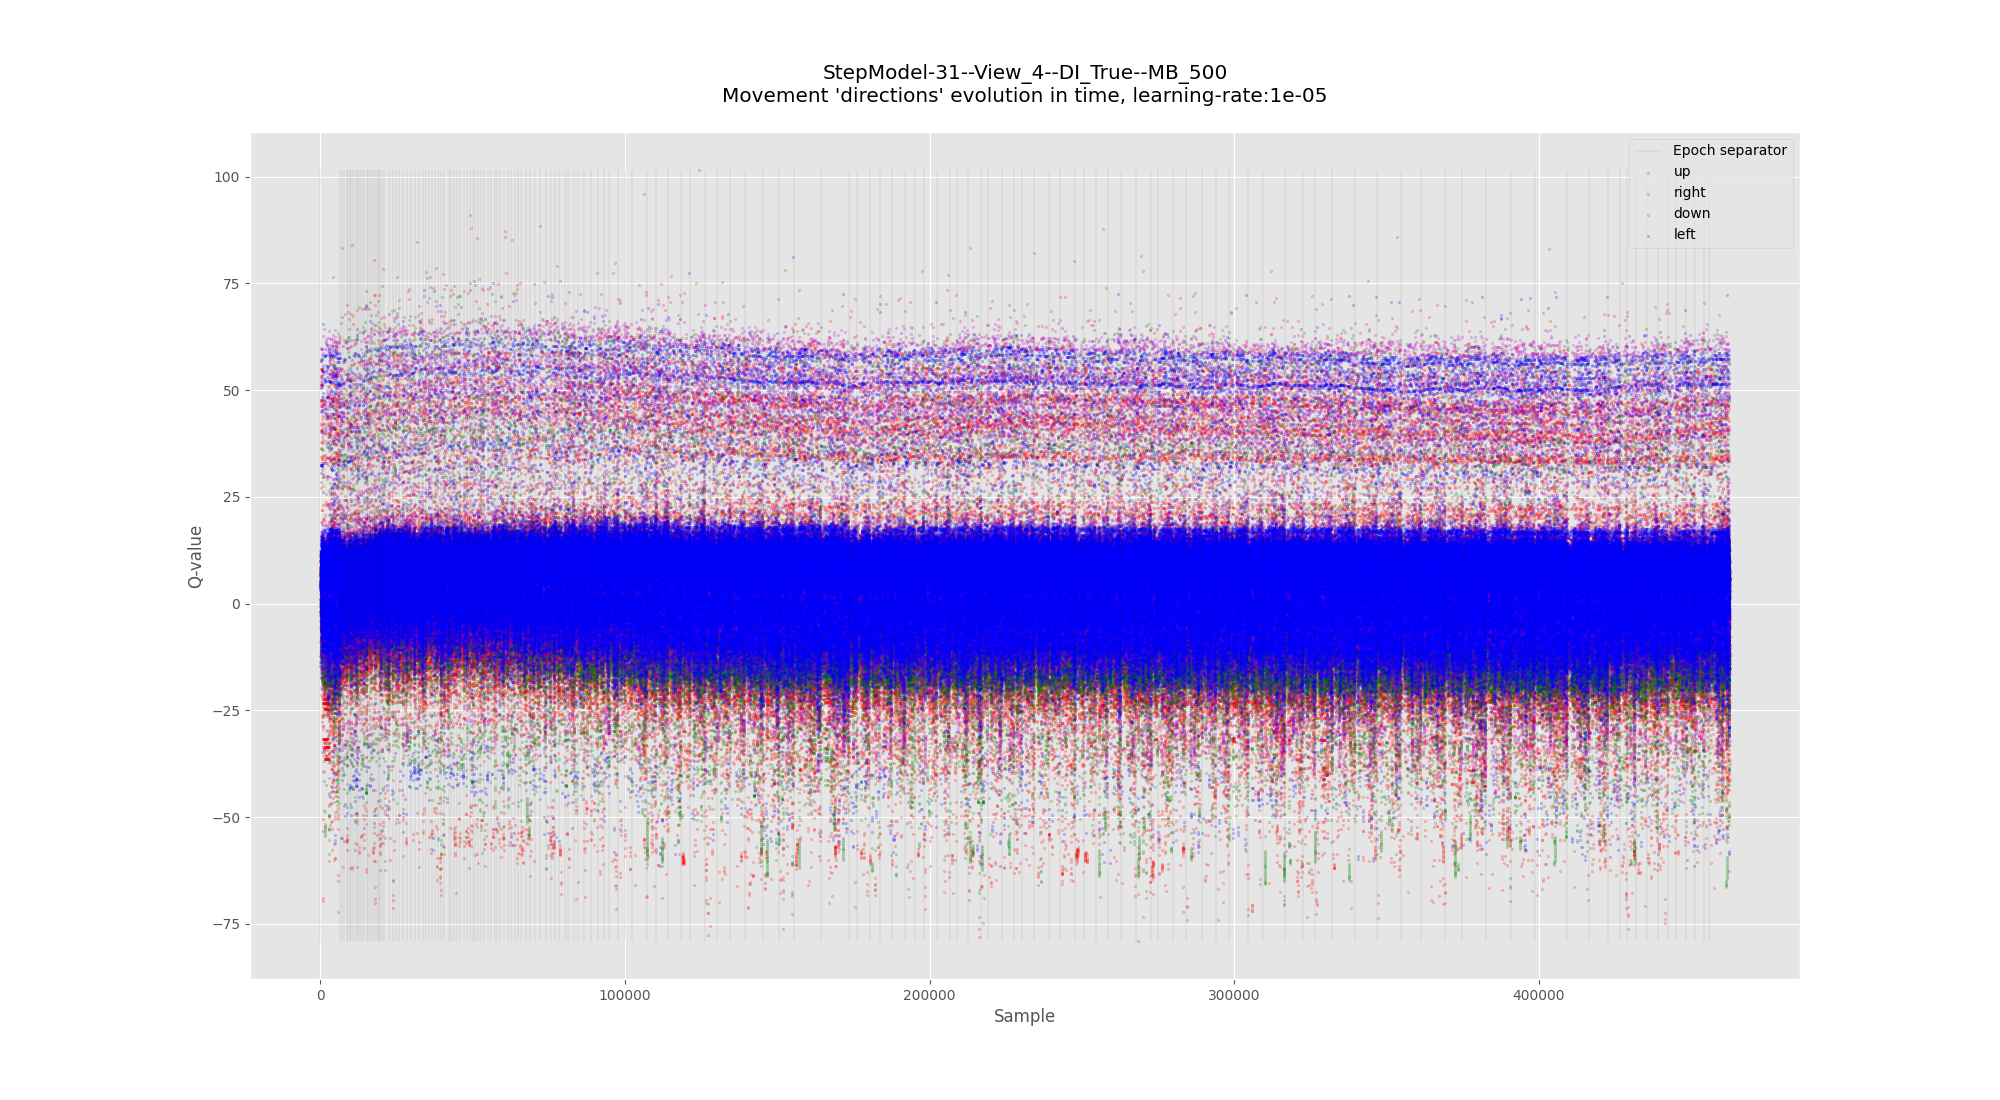 StepModel-31--View_4--DI_True--MB_500
Movement 'directions' evolution in time, learning-rate:1e-05
Epoch separator
up
right
down
left
100
75
50
25
0
−25
−50
−75
Q-value
0
100000
200000
300000
400000
Sample